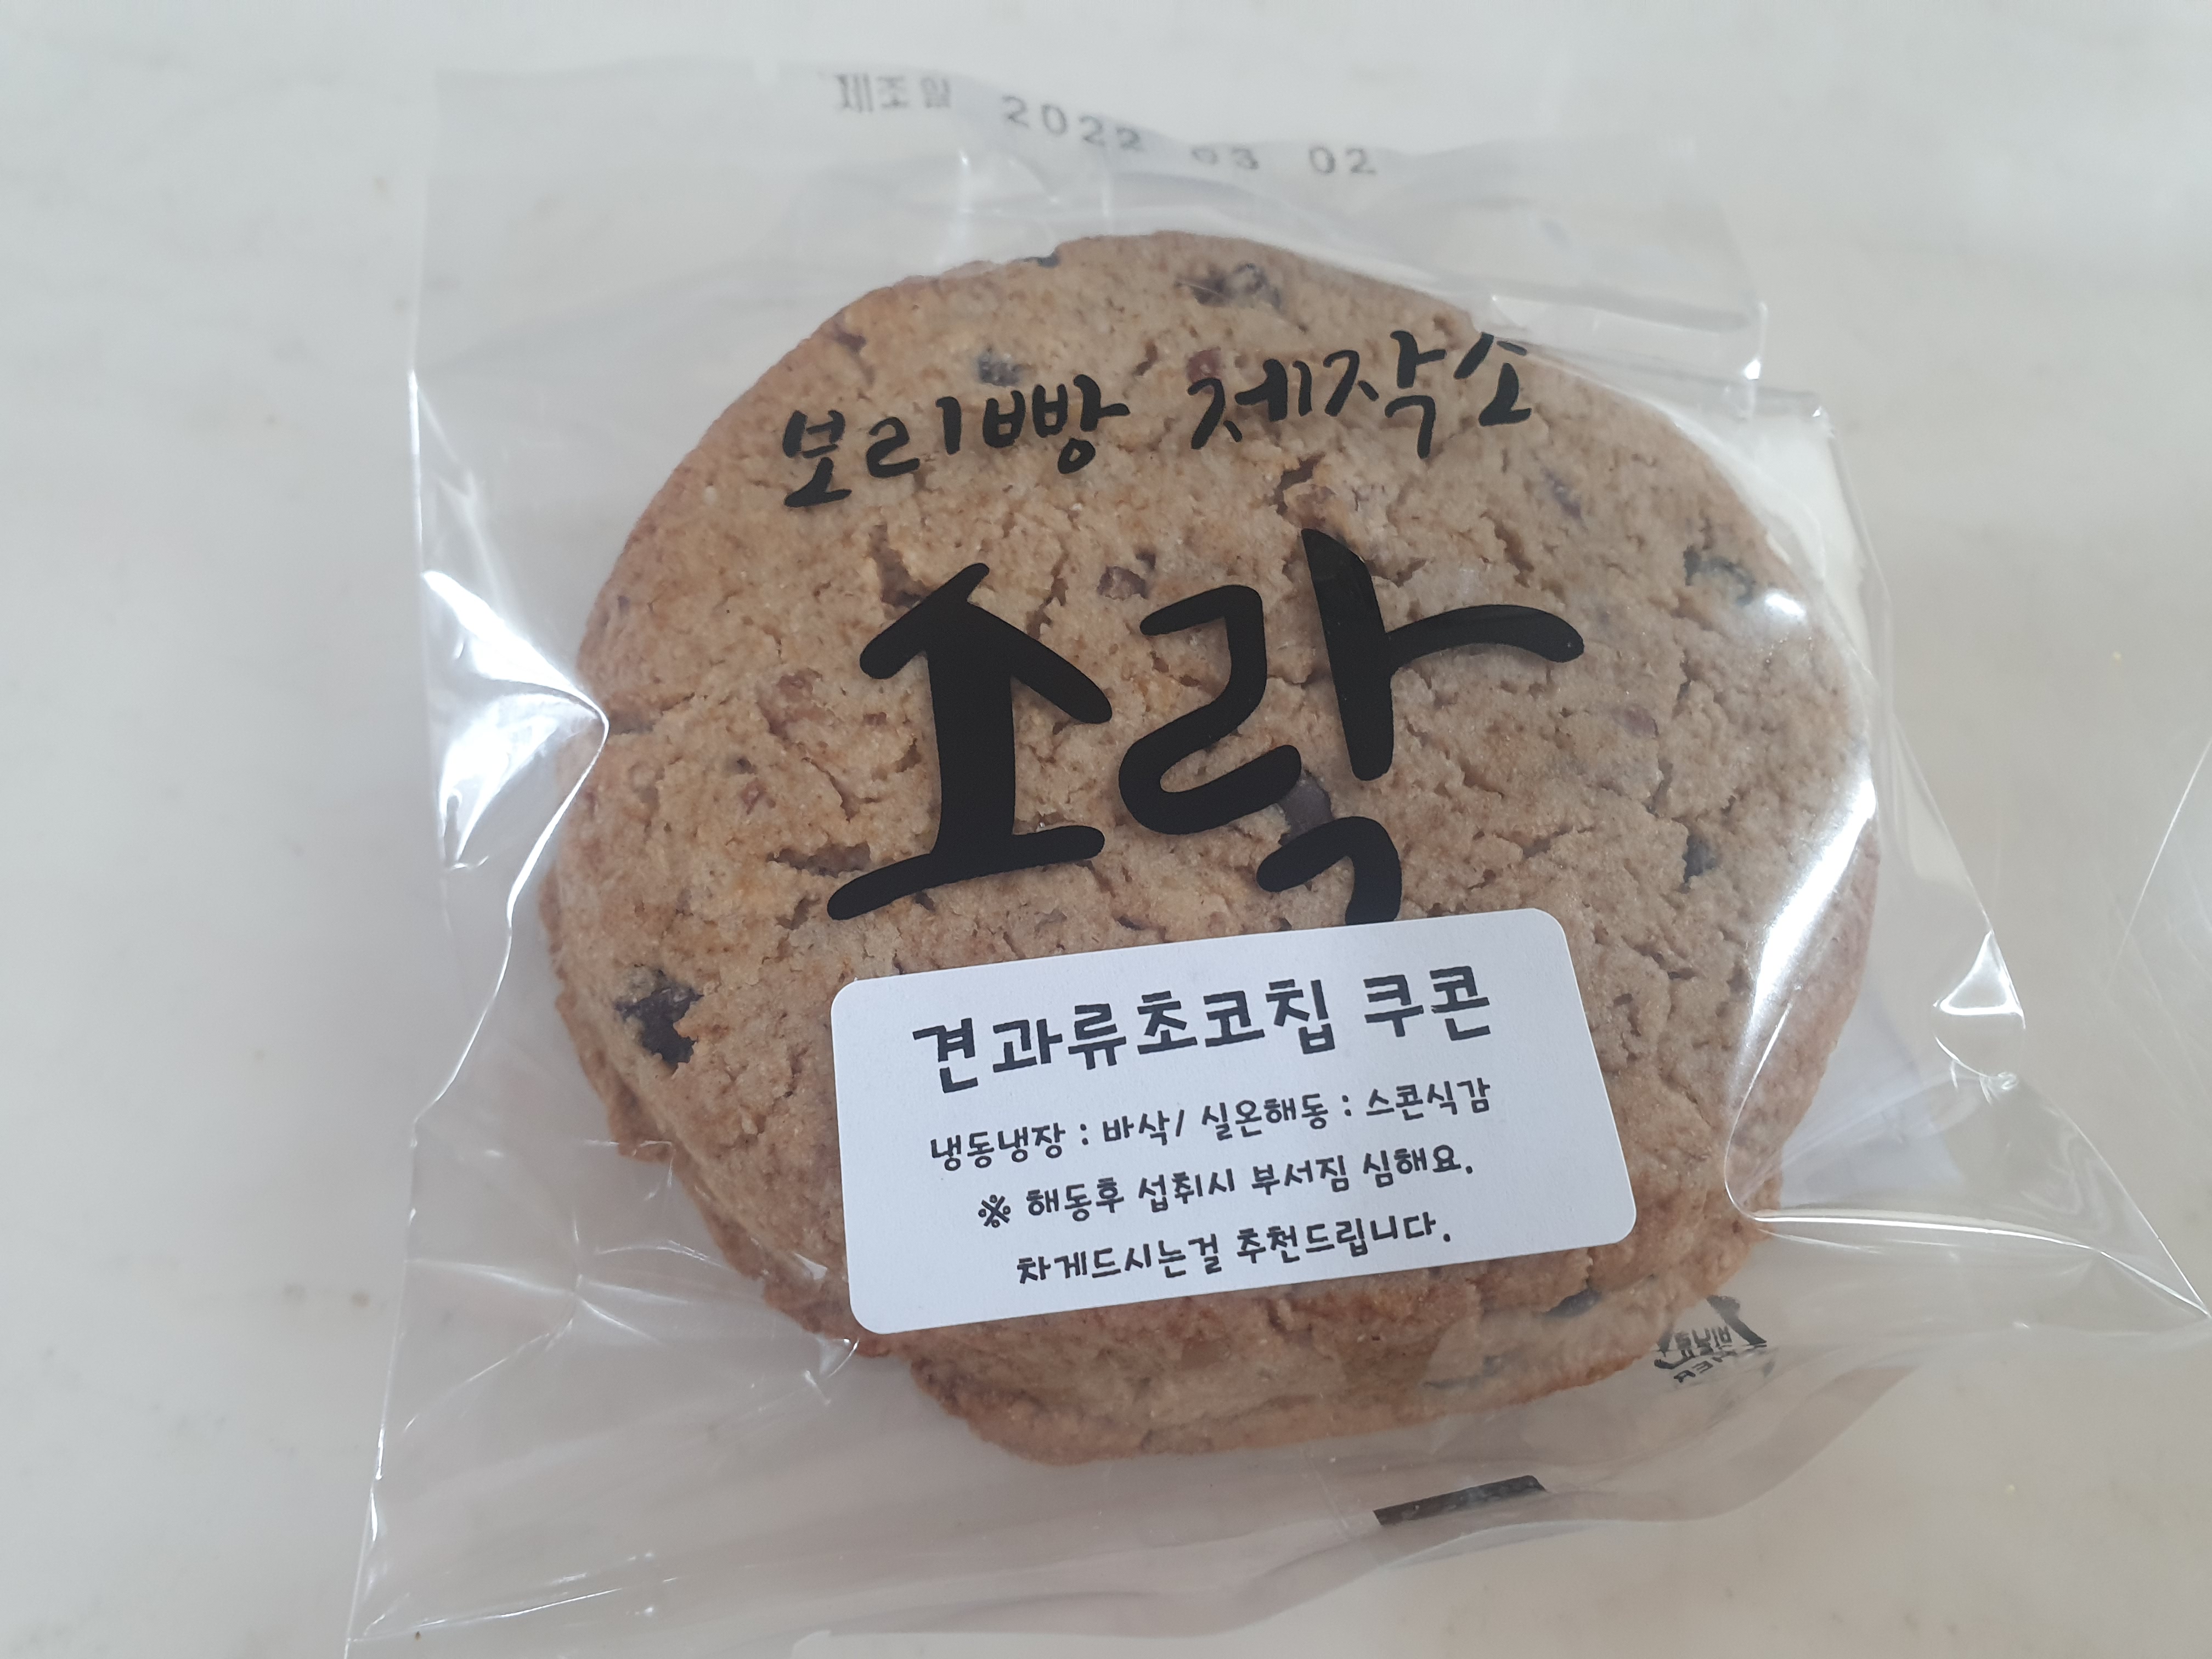 제조일 2022 03 02
보리빵 제작소
소락
견과류초코칩 쿠콘
냉동냉장 : 바삭/ 실온해동 : 스콘식감
※ 해동후 섭취시 부서짐 심해요.
차게드시는걸 추천드립니다.